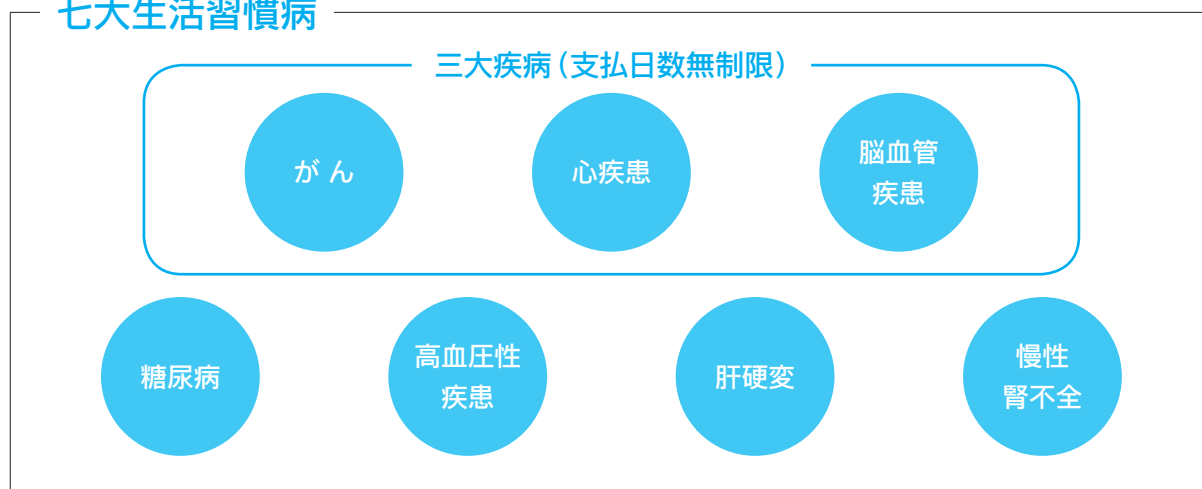 七大生活習慣病
三大疾病(支払日数無制限)
がん
心疾患
脳血管
疾患
糖尿病
高血圧性
疾患
肝硬変
慢性
腎不全